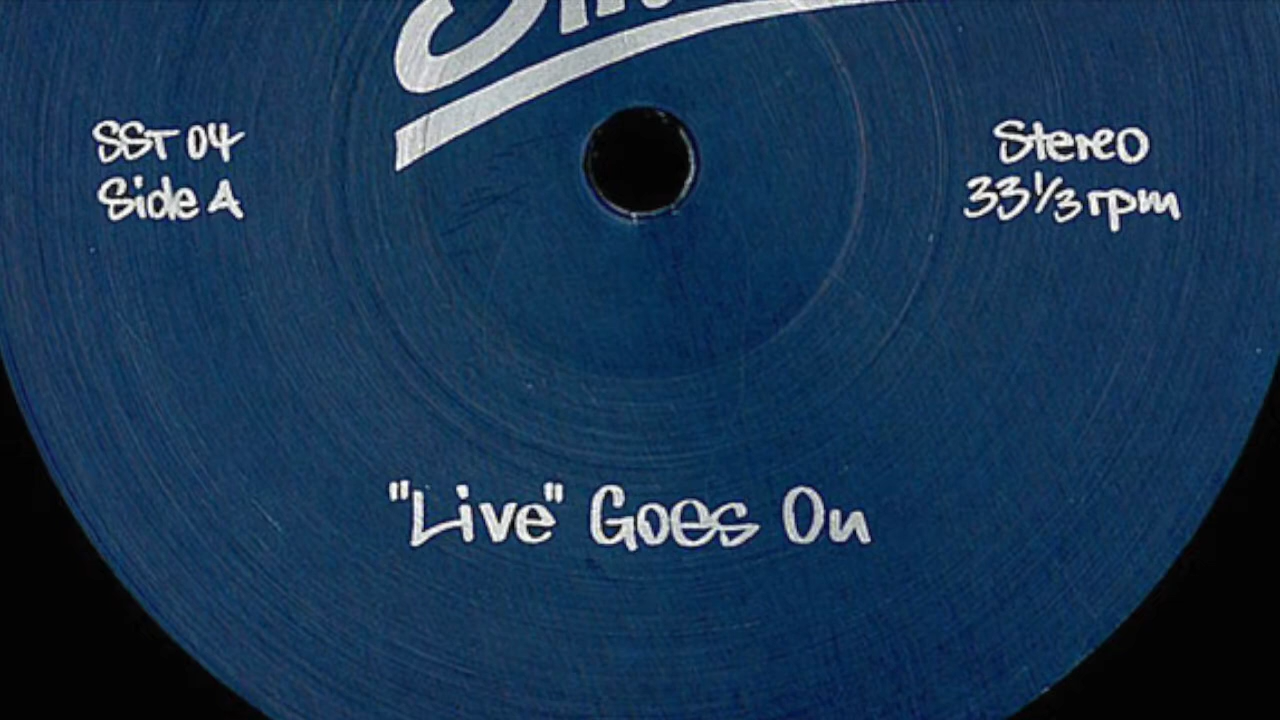 SST 04
Side A
Stereo
33⅓ rpm
"Live" Goes On